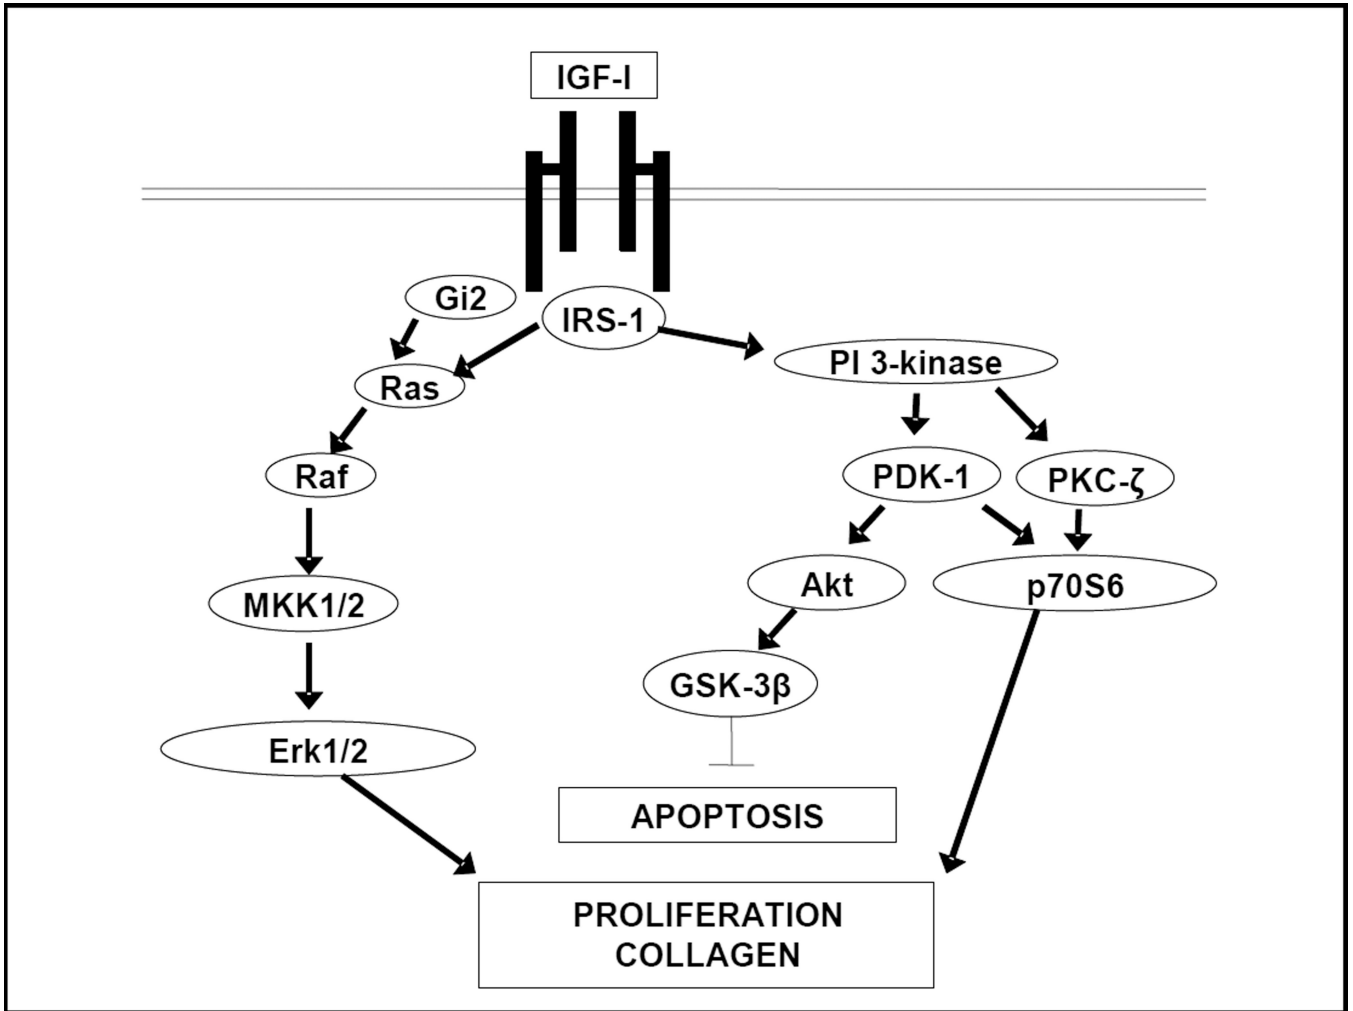 IGF-I
Gi2
IRS-1
PI 3-kinase
Ras
Raf
PDK-1
PKC-ζ
Akt
p70S6
MKK1/2
GSK-3β
Erk1/2
APOPTOSIS
PROLIFERATION
COLLAGEN